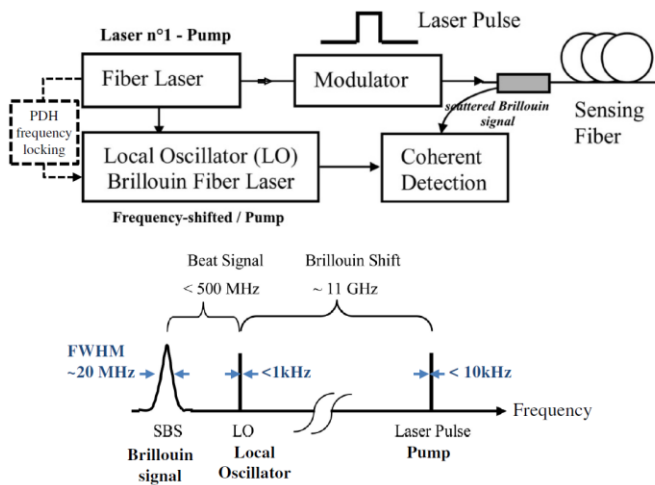 Laser Pulse
Laser n°1 - Pump
Fiber Laser
Modulator
PDH
frequency
locking
scattered Brillouin
signal
Sensing
Fiber
Local Oscillator (LO)
Brillouin Fiber Laser
Coherent
Detection
Frequency-shifted / Pump
Beat Signal
< 500 MHz
Brillouin Shift
~ 11 GHz
FWHM
~20 MHz
<1kHz
< 10kHz
Frequency
SBS
Brillouin
signal
LO
Local
Oscillator
Laser Pulse
Pump